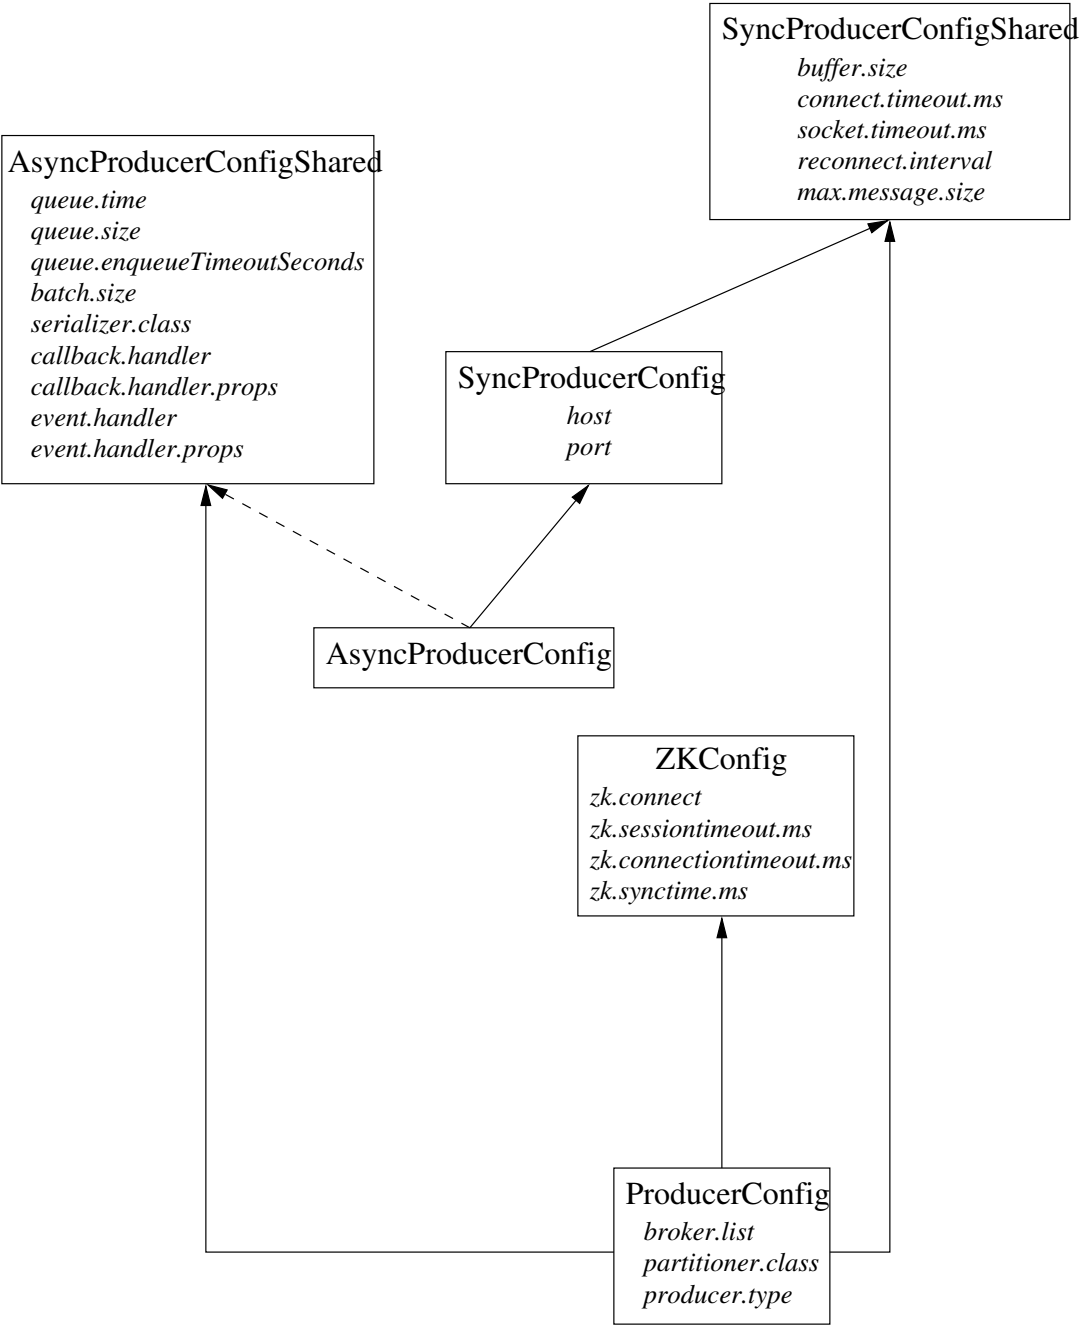 SyncProducerConfigShared
buffer.size
connect.timeout.ms
socket.timeout.ms
reconnect.interval
max.message.size
AsyncProducerConfigShared
queue.time
queue.size
queue.enqueueTimeoutSeconds
batch.size
serializer.class
callback.handler
callback.handler.props
event.handler
event.handler.props
SyncProducerConfig
host
port
AsyncProducerConfig
ZKConfig
zk.connect
zk.sessiontimeout.ms
zk.connectiontimeout.ms
zk.synctime.ms
ProducerConfig
broker.list
partitioner.class
producer.type